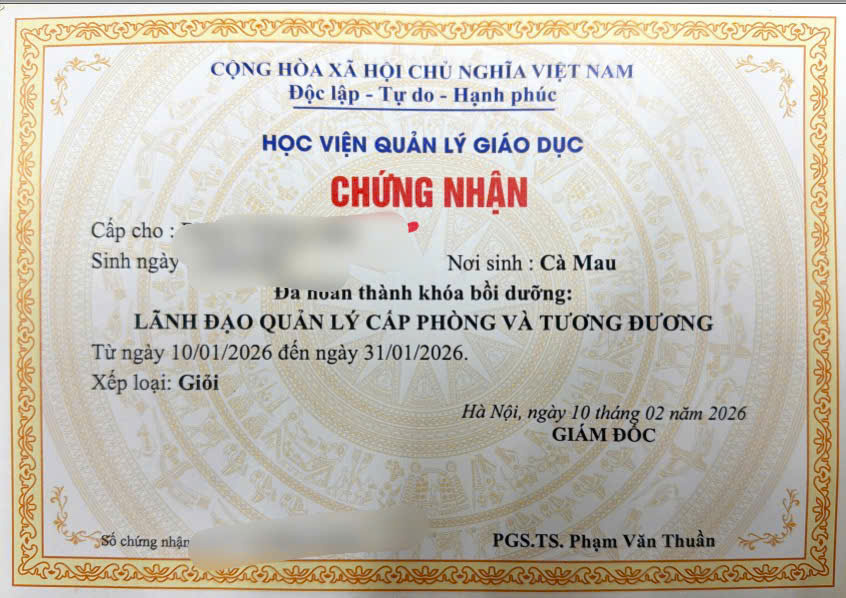 CỘNG HÒA XÃ HỘI CHỦ NGHĨA VIỆT NAM
Độc lập - Tự do - Hạnh phúc
HỌC VIỆN QUẢN LÝ GIÁO DỤC
CHỨNG NHẬN
Cấp cho :
Sinh ngày
Nơi sinh : Cà Mau
Đã hoàn thành khóa bồi dưỡng:
LÃNH ĐẠO QUẢN LÝ CẤP PHÒNG VÀ TƯƠNG ĐƯƠNG
Từ ngày 10/01/2026 đến ngày 31/01/2026.
Xếp loại: Giỏi
Hà Nội, ngày 10 tháng 02 năm 2026
GIÁM ĐỐC
Số chứng nhận
PGS.TS. Phạm Văn Thuần